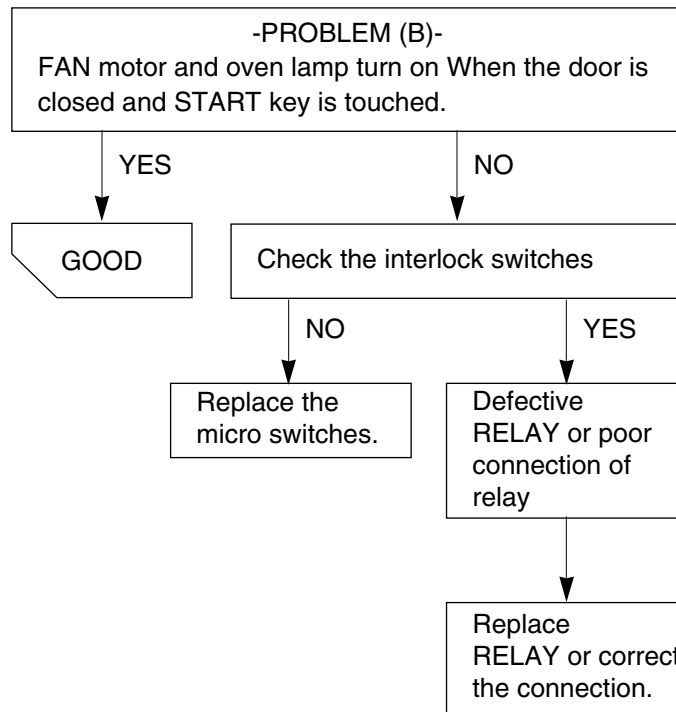 -PROBLEM (B)-
FAN motor and oven lamp turn on When the door is
closed and START key is touched.
YES
NO
GOOD
Check the interlock switches
NO
YES
Replace the
micro switches.
Defective
RELAY or poor
connection of
relay
Replace
RELAY or correct
the connection.